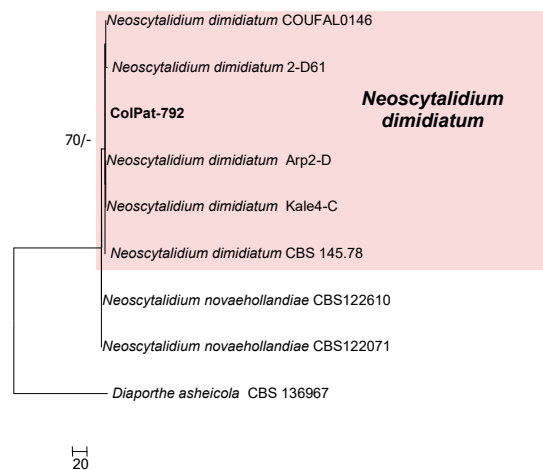 Neoscytalidium dimidiatum COUFAL0146
Neoscytalidium dimidiatum 2-D61
Neoscytalidium
dimidiatum
ColPat-792
70/-
Neoscytalidium dimidiatum Arp2-D
Neoscytalidium dimidiatum Kale4-C
Neoscytalidium dimidiatum CBS 145.78
Neoscytalidium novaehollandiae CBS122610
Neoscytalidium novaehollandiae CBS122071
Diaporthe asheicola CBS 136967
20